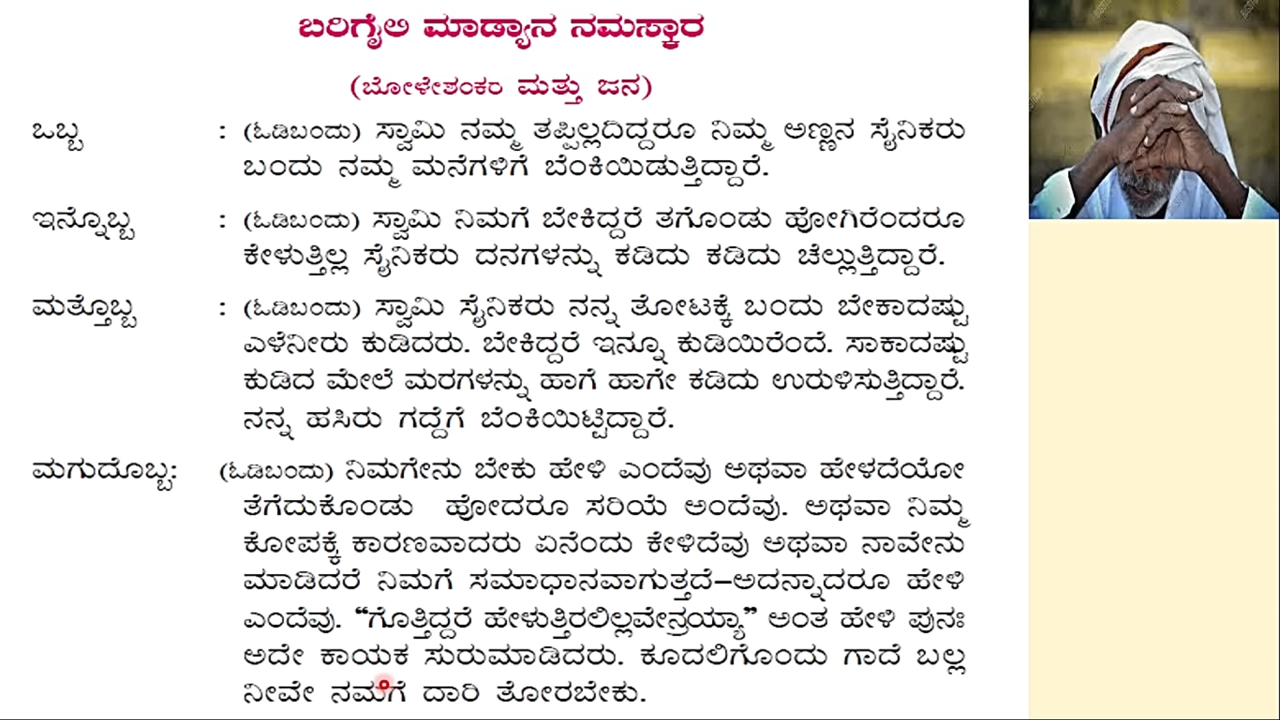 ಬರಿಗೈಲಿ ಮಾಡ್ಯಾನ ನಮಸ್ಕಾರ
(ಬೋಳೇಶಂಕರ ಮತ್ತು ಜನ)
ಒಬ್ಬ : (ಓಡಿಬಂದು) ಸ್ವಾಮಿ ನಮ್ಮ ತಪ್ಪಿಲ್ಲದಿದ್ದರೂ ನಿಮ್ಮ ಅಣ್ಣನ ಸೈನಿಕರು
ಬಂದು ನಮ್ಮ ಮನೆಗಳಿಗೆ ಬೆಂಕಿಯಿಡುತ್ತಿದ್ದಾರೆ.
ಇನ್ನೊಬ್ಬ : (ಓಡಿಬಂದು) ಸ್ವಾಮಿ ನಿಮಗೆ ಬೇಕಿದ್ದರೆ ತಗೊಂಡು ಹೋಗಿರೆಂದರೂ
ಕೇಳುತ್ತಿಲ್ಲ ಸೈನಿಕರು ದನಗಳನ್ನು ಕಡಿದು ಕಡಿದು ಚೆಲ್ಲುತ್ತಿದ್ದಾರೆ.
ಮತ್ತೊಬ್ಬ : (ಓಡಿಬಂದು) ಸ್ವಾಮಿ ಸೈನಿಕರು ನನ್ನ ತೋಟಕ್ಕೆ ಬಂದು ಬೇಕಾದಷ್ಟು
ಎಳೆನೀರು ಕುಡಿದರು. ಬೇಕಿದ್ದರೆ ಇನ್ನೂ ಕುಡಿಯಿರೆಂದೆ. ಸಾಕಾದಷ್ಟು
ಕುಡಿದ ಮೇಲೆ ಮರಗಳನ್ನು ಹಾಗೆ ಹಾಗೇ ಕಡಿದು ಉರುಳಿಸುತ್ತಿದ್ದಾರೆ.
ನನ್ನ ಹಸಿರು ಗದ್ದೆಗೆ ಬೆಂಕಿಯಿಟ್ಟಿದ್ದಾರೆ.
ಮಗುದೊಬ್ಬ: (ಓಡಿಬಂದು) ನಿಮಗೇನು ಬೇಕು ಹೇಳಿ ಎಂದೆವು ಅಥವಾ ಹೇಳದೆಯೋ
ತೆಗೆದುಕೊಂಡು ಹೋದರೂ ಸರಿಯೆ ಅಂದೆವು. ಅಥವಾ ನಿಮ್ಮ
ಕೋಪಕ್ಕೆ ಕಾರಣವಾದರು ಏನೆಂದು ಕೇಳಿದೆವು ಅಥವಾ ನಾವೇನು
ಮಾಡಿದರೆ ನಿಮಗೆ ಸಮಾಧಾನವಾಗುತ್ತದೆ–ಅದನ್ನಾದರೂ ಹೇಳಿ
ಎಂದೆವು. “ಗೊತ್ತಿದ್ದರೆ ಹೇಳುತ್ತಿರಲಿಲ್ಲವೇನ್ರಯ್ಯಾ” ಅಂತ ಹೇಳಿ ಪುನಃ
ಅದೇ ಕಾಯಕ ಸುರುಮಾಡಿದರು. ಕೂದಲಿಗೊಂದು ಗಾದೆ ಬಲ್ಲ
ನೀವೇ ನಮಗೆ ದಾರಿ ತೋರಬೇಕು.